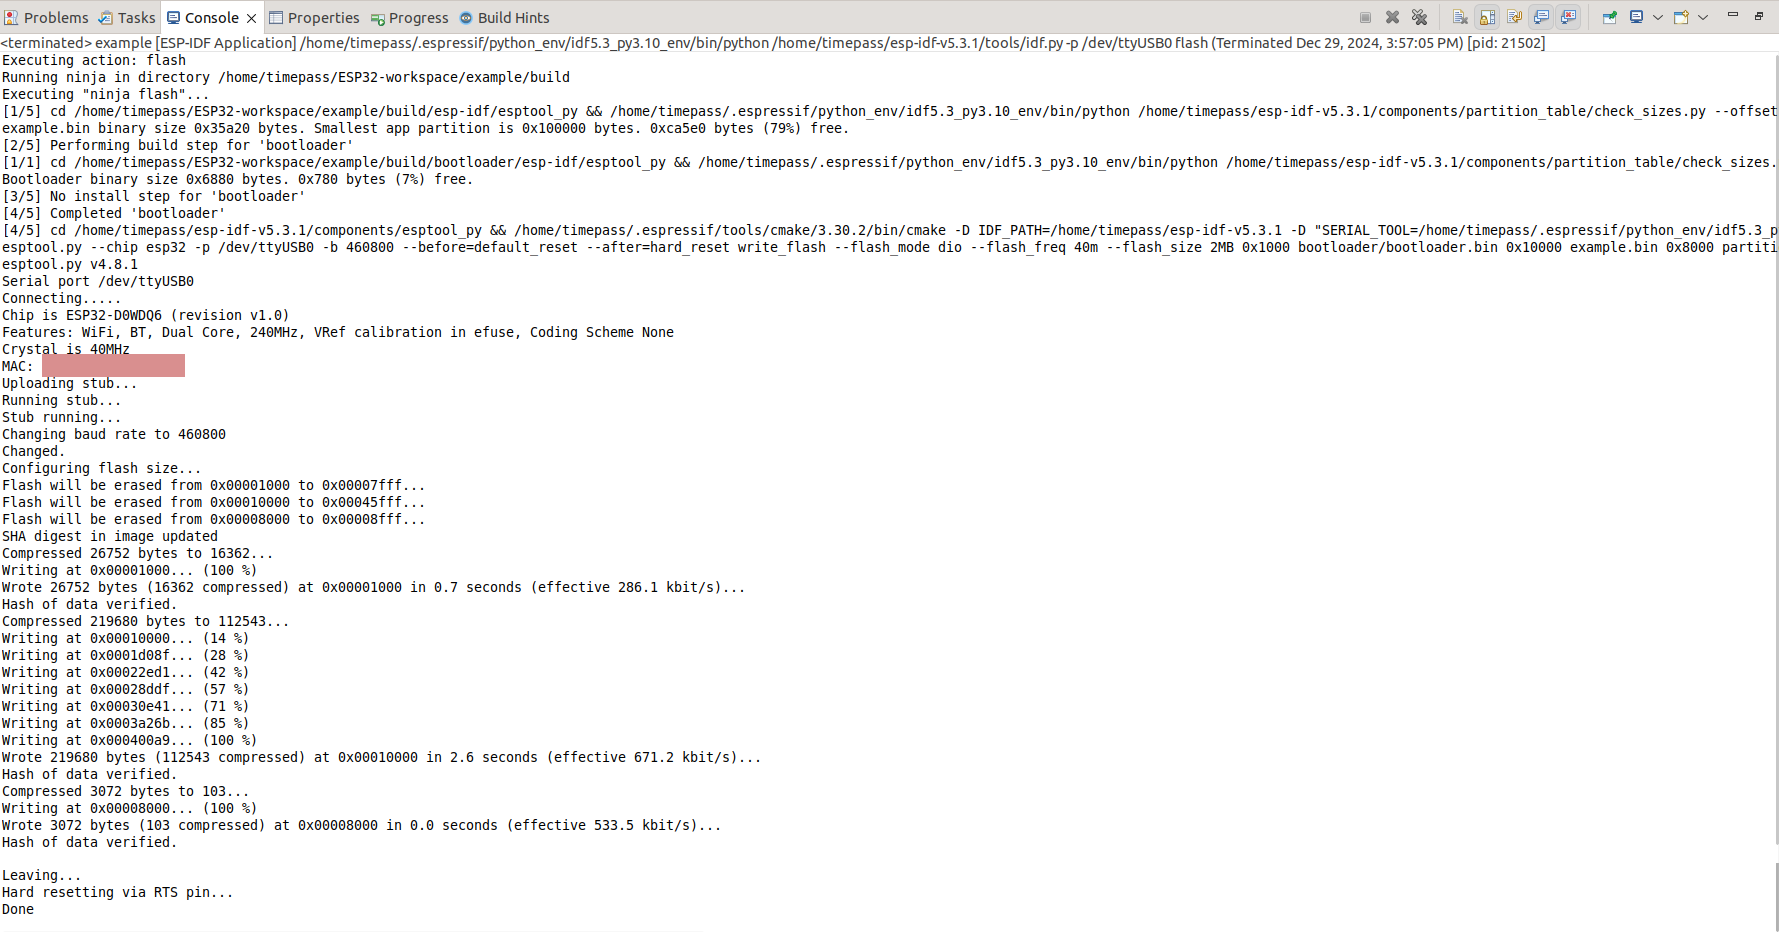 Problems Tasks Console Properties Progress Build Hints
<terminated> example [ESP-IDF Application] /home/timepass/.espressif/python_env/idf5.3_py3.10_env/bin/python /home/timepass/esp-idf-v5.3.1/tools/idf.py -p /dev/ttyUSB0 flash (Terminated Dec 29, 2024, 3:57:05 PM) [pid: 21502]
Executing action: flash
Running ninja in directory /home/timepass/ESP32-workspace/example/build
Executing "ninja flash"...
[1/5] cd /home/timepass/ESP32-workspace/example/build/esp-idf/esptool_py && /home/timepass/.espressif/python_env/idf5.3_py3.10_env/bin/python /home/timepass/esp-idf-v5.3.1/components/partition_table/check_sizes.py --offset
example.bin binary size 0x35a20 bytes. Smallest app partition is 0x100000 bytes. 0xca5e0 bytes (79%) free.
[2/5] Performing build step for 'bootloader'
[1/1] cd /home/timepass/ESP32-workspace/example/build/bootloader/esp-idf/esptool_py && /home/timepass/.espressif/python_env/idf5.3_py3.10_env/bin/python /home/timepass/esp-idf-v5.3.1/components/partition_table/check_sizes.
Bootloader binary size 0x6880 bytes. 0x780 bytes (7%) free.
[3/5] No install step for 'bootloader'
[4/5] Completed 'bootloader'
[4/5] cd /home/timepass/esp-idf-v5.3.1/components/esptool_py && /home/timepass/.espressif/tools/cmake/3.30.2/bin/cmake -D IDF_PATH=/home/timepass/esp-idf-v5.3.1 -D "SERIAL_TOOL=/home/timepass/.espressif/python_env/idf5.3_p
esptool.py --chip esp32 -p /dev/ttyUSB0 -b 460800 --before=default_reset --after=hard_reset write_flash --flash_mode dio --flash_freq 40m --flash_size 2MB 0x1000 bootloader/bootloader.bin 0x10000 example.bin 0x8000 partiti
esptool.py v4.8.1
Serial port /dev/ttyUSB0
Connecting.....
Chip is ESP32-D0WDQ6 (revision v1.0)
Features: WiFi, BT, Dual Core, 240MHz, VRef calibration in efuse, Coding Scheme None
Crystal is 40MHz
MAC:
Uploading stub...
Running stub...
Stub running...
Changing baud rate to 460800
Changed.
Configuring flash size...
Flash will be erased from 0x00001000 to 0x00007fff...
Flash will be erased from 0x00010000 to 0x00045fff...
Flash will be erased from 0x00008000 to 0x00008fff...
SHA digest in image updated
Compressed 26752 bytes to 16362...
Writing at 0x00001000... (100 %)
Wrote 26752 bytes (16362 compressed) at 0x00001000 in 0.7 seconds (effective 286.1 kbit/s)...
Hash of data verified.
Compressed 219680 bytes to 112543...
Writing at 0x00010000... (14 %)
Writing at 0x0001d08f... (28 %)
Writing at 0x00022ed1... (42 %)
Writing at 0x00028ddf... (57 %)
Writing at 0x00030e41... (71 %)
Writing at 0x0003a26b... (85 %)
Writing at 0x000400a9... (100 %)
Wrote 219680 bytes (112543 compressed) at 0x00010000 in 2.6 seconds (effective 671.2 kbit/s)...
Hash of data verified.
Compressed 3072 bytes to 103...
Writing at 0x00008000... (100 %)
Wrote 3072 bytes (103 compressed) at 0x00008000 in 0.0 seconds (effective 533.5 kbit/s)...
Hash of data verified.
Leaving...
Hard resetting via RTS pin...
Done